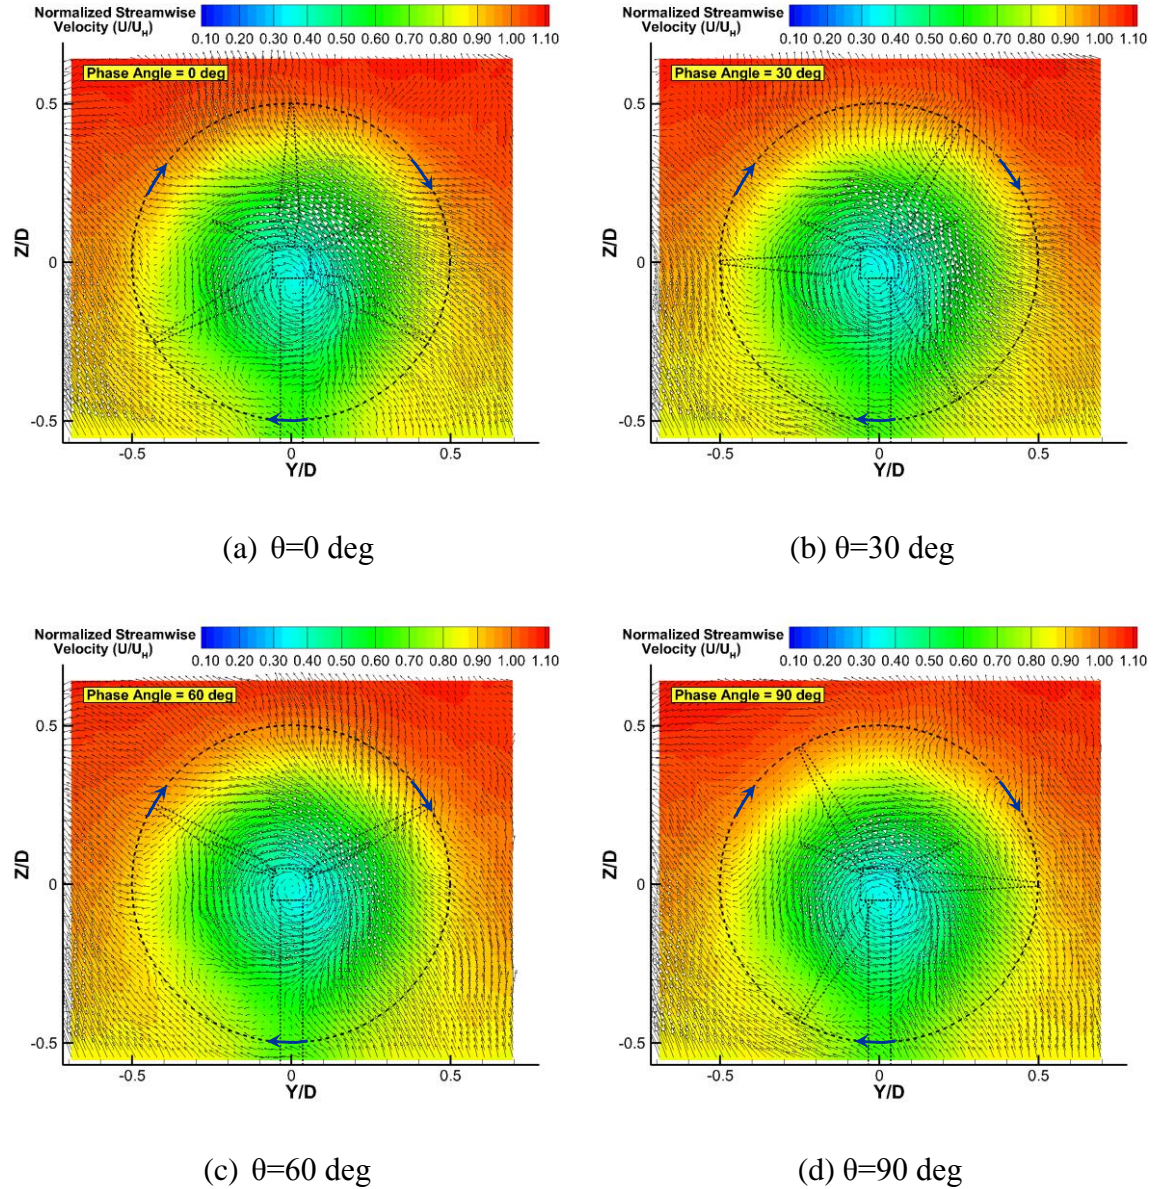 Normalized Streamwise
Velocity (U/UH)
0.10 0.20 0.30 0.40 0.50 0.60 0.70 0.80 0.90 1.00 1.10
Phase Angle = 0 deg
0.5
0
-0.5
Z/D
-0.5 0 0.5
Y/D
(a) θ=0 deg
Normalized Streamwise
Velocity (U/UH)
0.10 0.20 0.30 0.40 0.50 0.60 0.70 0.80 0.90 1.00 1.10
Phase Angle = 30 deg
0.5
0
-0.5
Z/D
-0.5 0 0.5
Y/D
(b) θ=30 deg
Normalized Streamwise
Velocity (U/UH)
0.10 0.20 0.30 0.40 0.50 0.60 0.70 0.80 0.90 1.00 1.10
Phase Angle = 60 deg
0.5
0
-0.5
Z/D
-0.5 0 0.5
Y/D
(c) θ=60 deg
Normalized Streamwise
Velocity (U/UH)
0.10 0.20 0.30 0.40 0.50 0.60 0.70 0.80 0.90 1.00 1.10
Phase Angle = 90 deg
0.5
0
-0.5
Z/D
-0.5 0 0.5
Y/D
(d) θ=90 deg